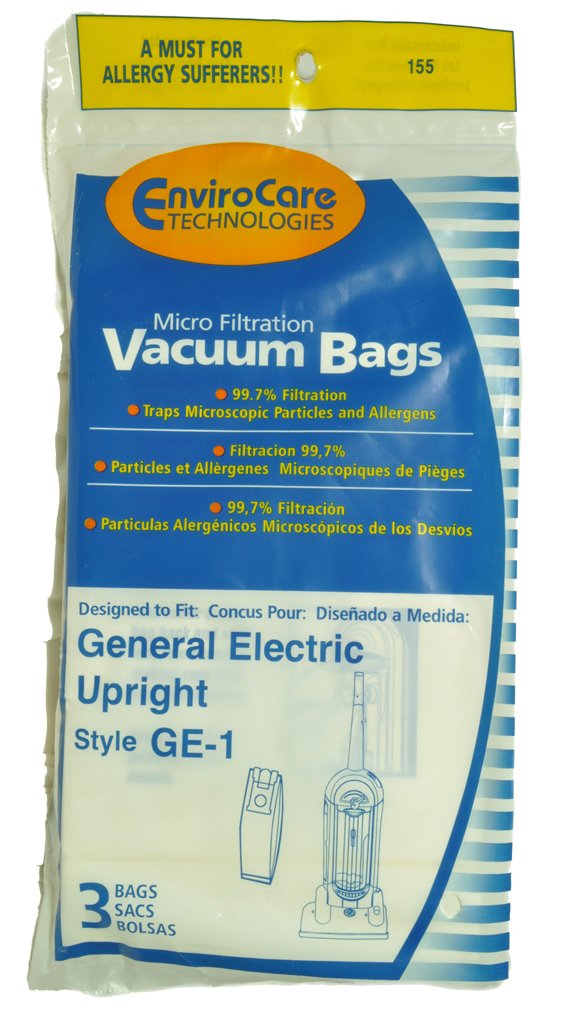 A MUST FOR
ALLERGY SUFFERERS!!
155
EnviroCare
TECHNOLOGIES
Micro Filtration
Vacuum Bags
99.7% Filtration
Traps Microscopic Particles and Allergens
Filtracion 99,7%
Particles et Allèrgenes Microscopiques de Pièges
99,7% Filtración
Particulas Alergénicos Microscópicos de los Desvíos
Designed to Fit: Concus Pour: Diseñado a Medida:
General Electric
Upright
Style GE-1
3 BAGS
SACS
BOLSAS